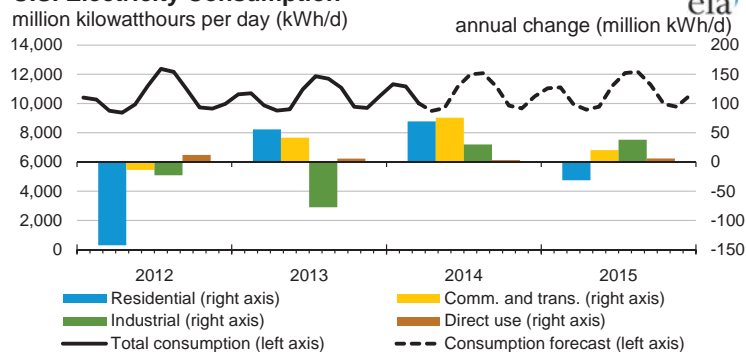 U.S. Electricity Consumption
million kilowatthours per day (kWh/d)
eia
annual change (million kWh/d)
14,000 200
12,000 150
10,000 100
8,000 50
6,000 0
4,000 -50
2,000 -100
0 -150
2012 2013 2014 2015
Residential (right axis) Comm. and trans. (right axis)
Industrial (right axis) Direct use (right axis)
Total consumption (left axis) Consumption forecast (left axis)